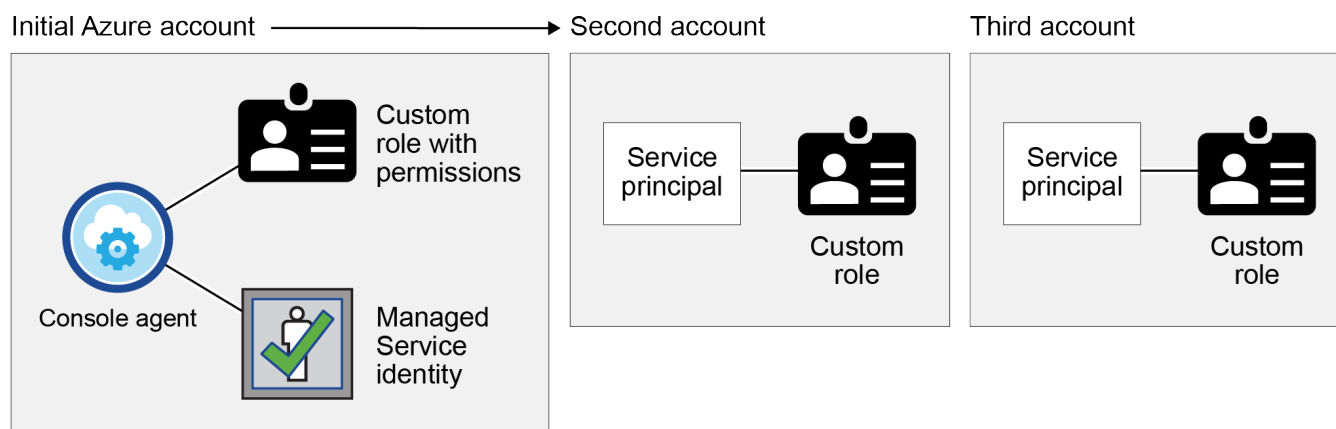 Initial Azure account
Second account
Third account
Custom
role with
permissions
Console agent
Managed
Service
identity
Service
principal
Custom
role
Service
principal
Custom
role